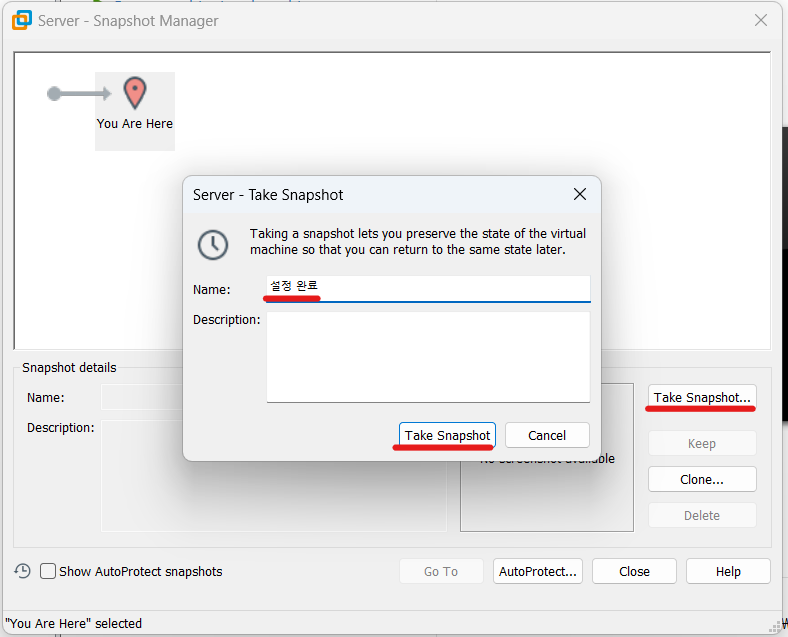 Server - Snapshot Manager
You Are Here
Server - Take Snapshot
Taking a snapshot lets you preserve the state of the virtual
machine so that you can return to the same state later.
Name:
설정 완료
Description:
Take Snapshot
Cancel
Snapshot details
Name:
Description:
No screenshot available
Take Snapshot...
Keep
Clone...
Delete
Show AutoProtect snapshots
Go To
AutoProtect...
Close
Help
"You Are Here" selected